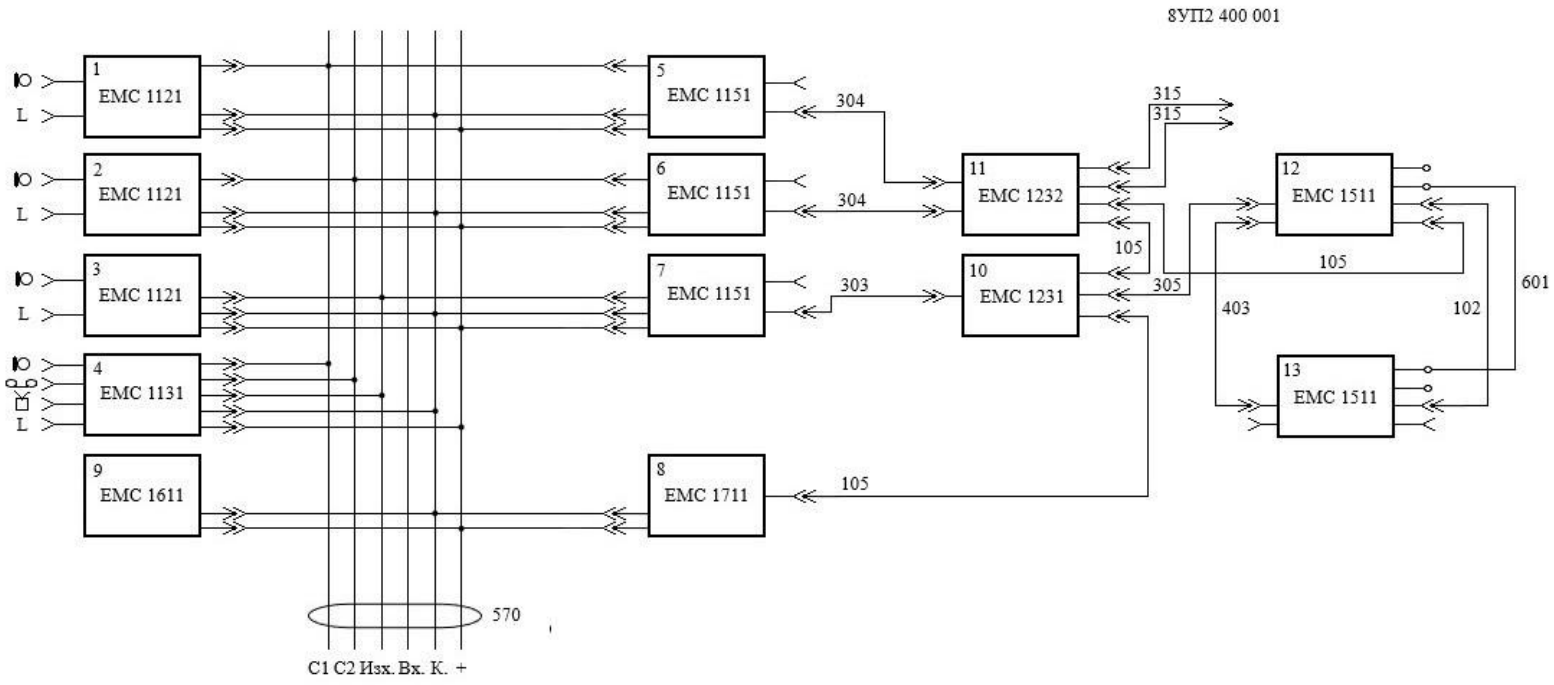 8УП2 400 001
1
ЕМС 1121
L
5
ЕМС 1151
304
315
315
2
ЕМС 1121
L
6
ЕМС 1151
304
11
ЕМС 1232
12
ЕМС 1511
3
ЕМС 1121
L
7
ЕМС 1151
303
105
10
ЕМС 1231
305
105
601
403
102
4
ЕМС 1131
L
13
ЕМС 1511
9
ЕМС 1611
8
ЕМС 1711
105
570
С1 С2 Изх. Вх. К. +